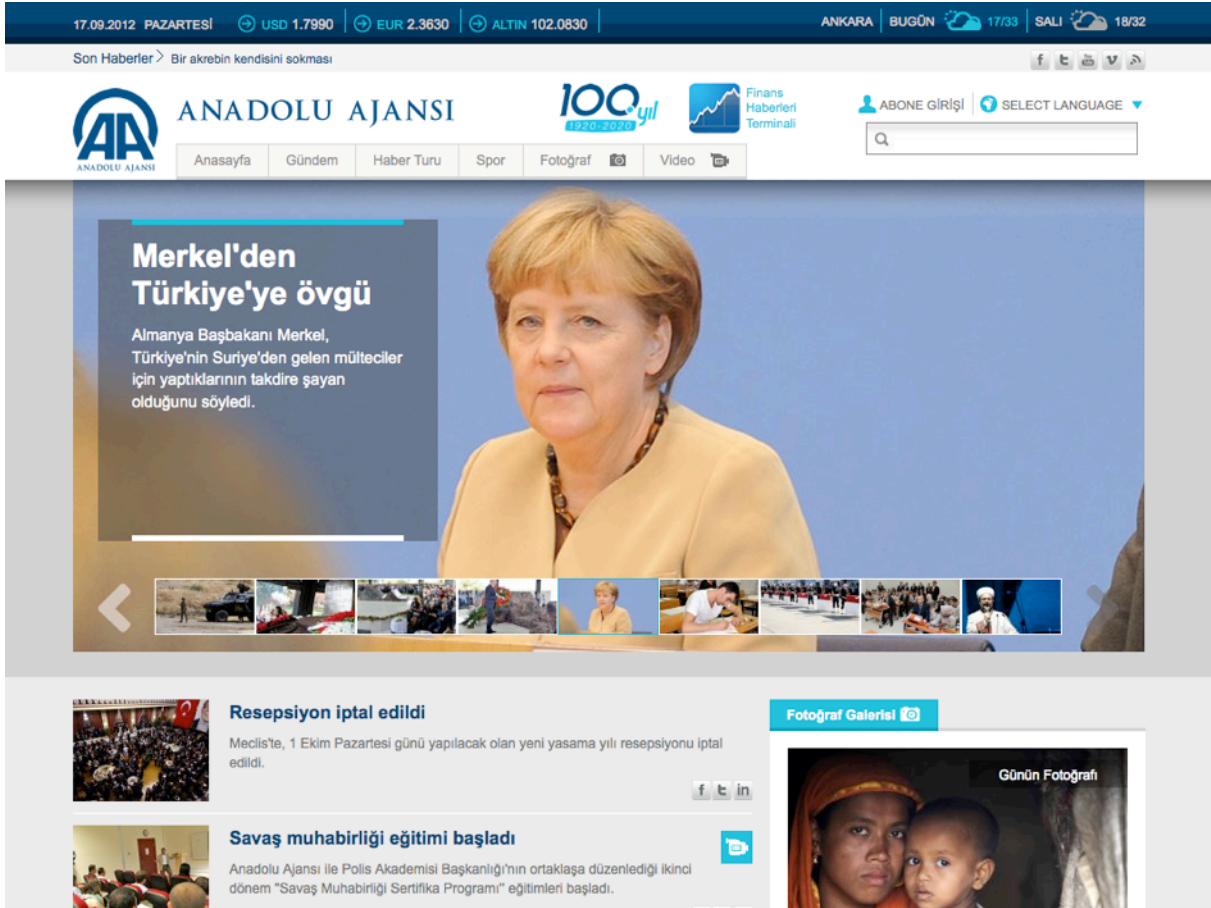 17.09.2012 PAZARTESİ USD 1.7990 EUR 2.3630 ALTIN 102.0830 ANKARA BUGÜN 17/33 SALI 18/32
Son Haberler Bir akrebin kendisini sokması
ANADOLU AJANSI
100.yıl
1920-2020
Finans
Haberleri
Terminali
ABONE GİRİŞİ SELECT LANGUAGE
AA
ANADOLU AJANSI
Anasayfa Gündem Haber Turu Spor Fotoğraf Video
Merkel'den
Türkiye'ye övgü
Almanya Başbakanı Merkel,
Türkiye'nin Suriye'den gelen mülteciler
için yaptıklarının takdire şayan
olduğunu söyledi.
Resepsiyon iptal edildi
Meclis'te, 1 Ekim Pazartesi günü yapılacak olan yeni yasama yılı resepsiyonu iptal
edildi.
Savaş muhabirliği eğitimi başladı
Anadolu Ajansı ile Polis Akademisi Başkanlığı'nın ortaklaşa düzenlediği ikinci
dönem "Savaş Muhabirliği Sertifika Programı" eğitimleri başladı.
Fotoğraf Galerisi
Günün Fotoğrafı